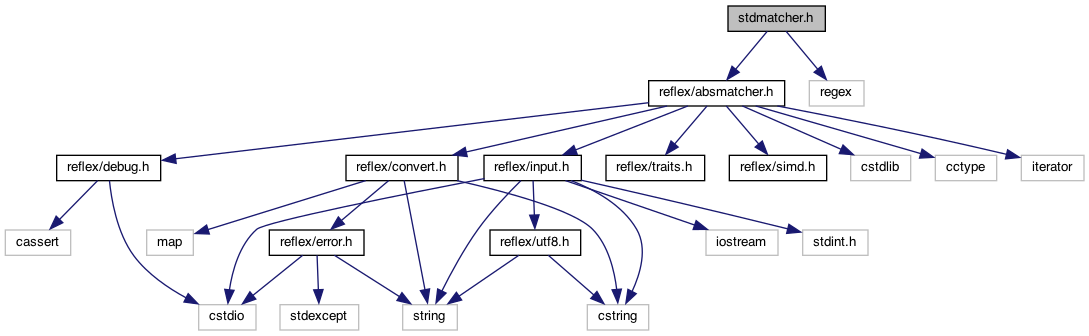 stdmatcher.h
reflex/absmatcher.h
regex
reflex/debug.h
reflex/convert.h
reflex/input.h
reflex/traits.h
reflex/simd.h
cstdlib
cctype
iterator
cassert
map
reflex/error.h
reflex/utf8.h
iostream
stdint.h
cstdio
stdexcept
string
cstring